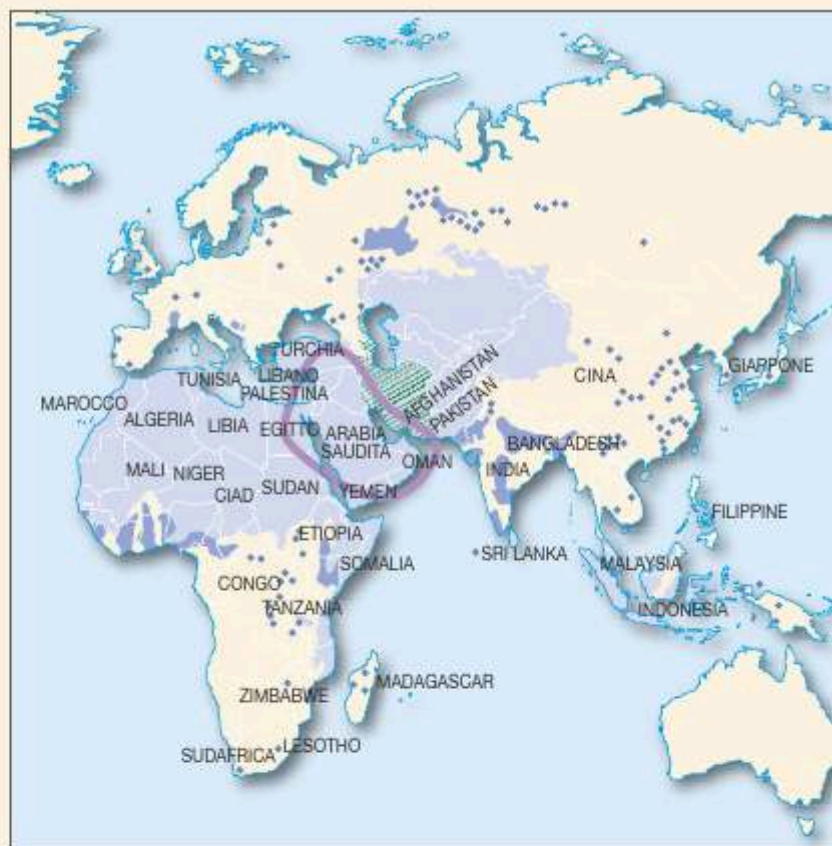 TURCHIA
GIAPPONE
CINA
TUNISIA
LIBANO
PALESTINA
AFGHANISTAN
PAKISTAN
MAROCCO
ALGERIA
LIBIA
EGITTO
ARABIA
SAUDITA
OMAN
BANGLADESH
INDIA
MALI
NIGER
CIAD
SUDAN
YEMEN
FILIPPINE
ETIOPIA
SOMALIA
SRI LANKA
MALAYSIA
CONGO
TANZANIA
INDONESIA
MADAGASCAR
ZIMBABWE
LESOTHO
SUDAFRICA